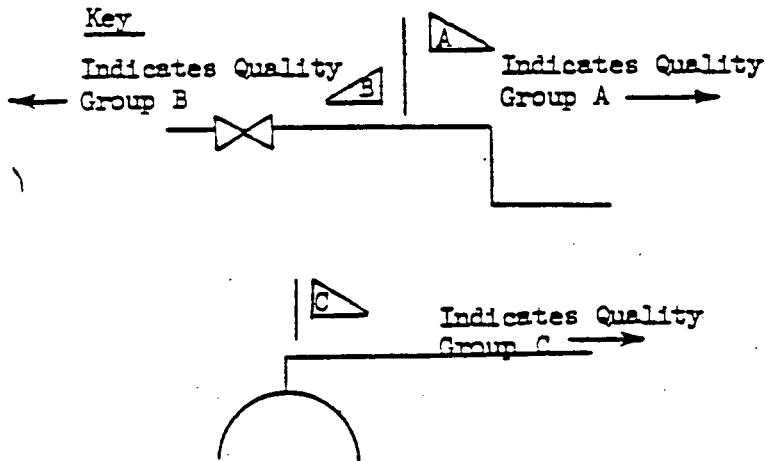 Key
Indicates Quality
Group B
B
A
Indicates Quality
Group A
C
Indicates Quality
Group C